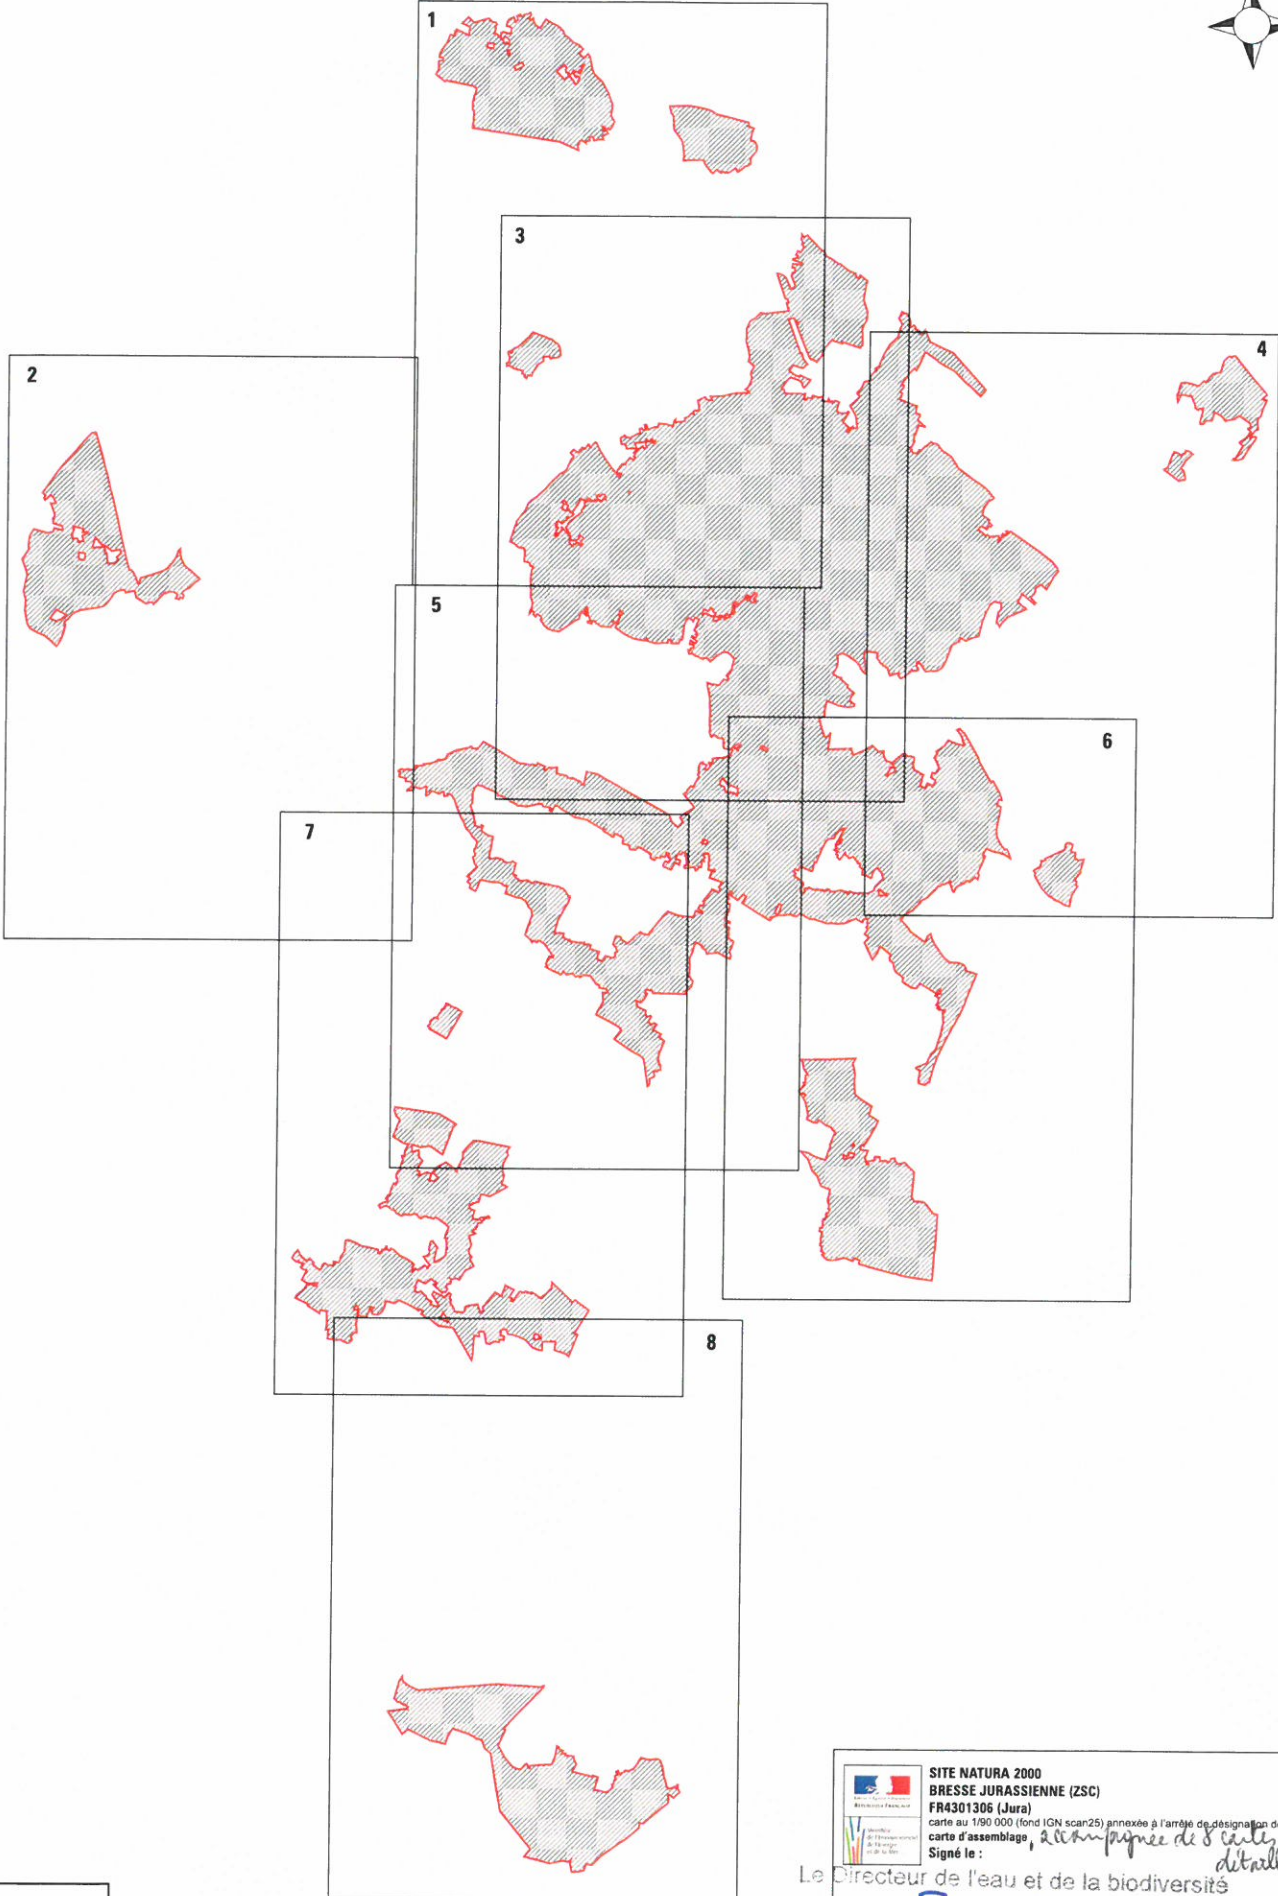 1
3
2
4
5
6
7
8
SITE NATURA 2000
BRESSE JURASSIENNE (ZSC)
FR4301306 (Jura)
carte au 1/90 000 (fond IGN scan25) annexée à l'arrêté de désignation
carte d'assemblage, accompagnée de 8 cartes
Signé le :
Le Directeur de l'eau et de la biodiversité
RÉPUBLIQUE FRANÇAISE